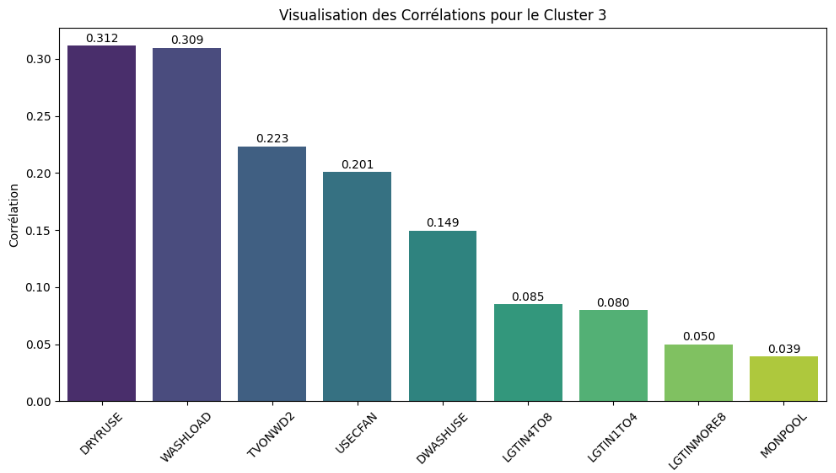 Visualisation des Corrélations pour le Cluster 3
Corrélation
0.30
0.25
0.20
0.15
0.10
0.05
0.00
0.312
0.309
0.223
0.201
0.149
0.085
0.080
0.050
0.039
DRYRUSE
WASHLOAD
TVONWD2
USECFAN
DWASHUSE
LGTIN4TO8
LGTIN1TO4
LGTINMORE8
MONPOOL